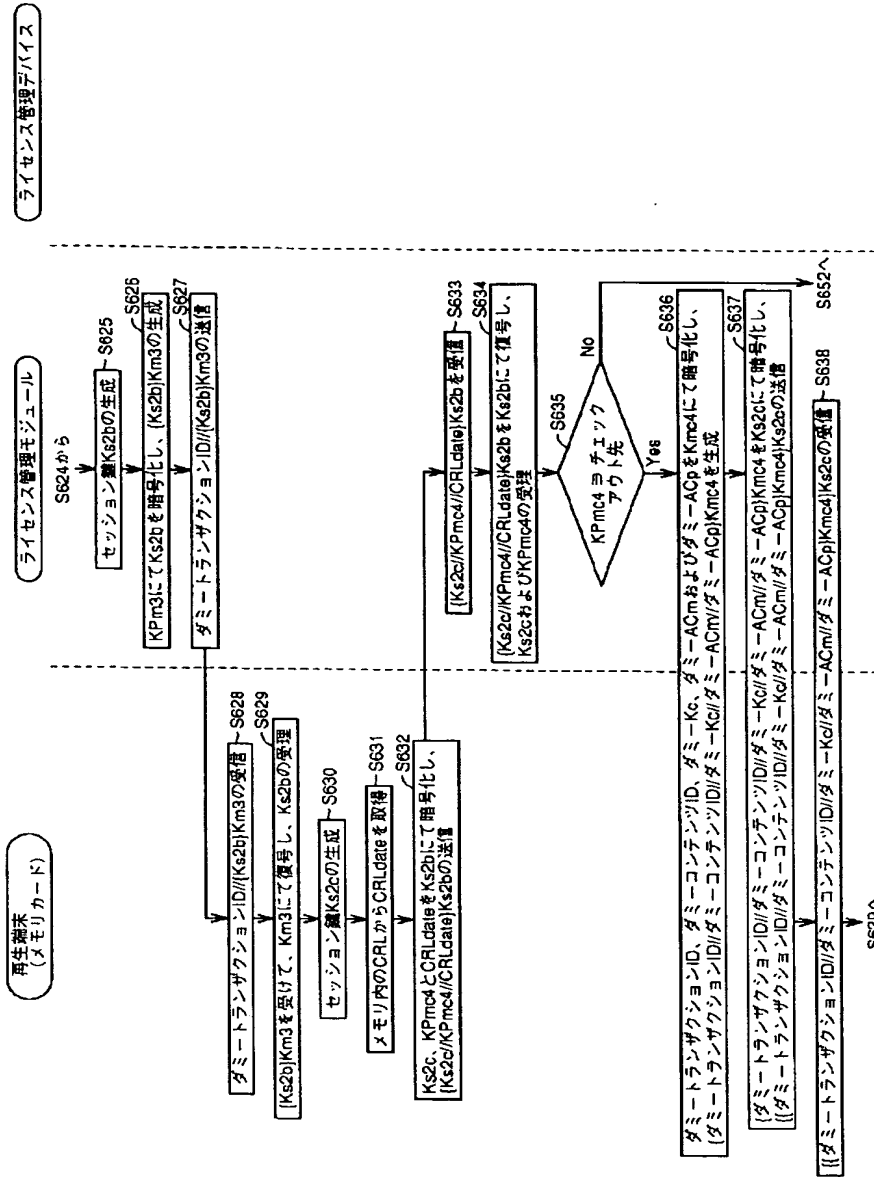 再生端末
(メモリカード)
ライセンス管理モジュール
ライセンス管理デバイス
S624から
セッション鍵Ks2bの生成
S625
KPm3にてKs2bを暗号化し、{Ks2b}Km3の生成
S626
ダミートランザクションID//{Ks2b}Km3の送信
S627
ダミートランザクションID//{Ks2b}Km3の受信
S628
{Ks2b}Km3を受けて、Km3にて復号し、Ks2bの受理
S629
セッション鍵Ks2cの生成
S630
メモリ内のCRLからCRLdateを取得
S631
Ks2c、KPmc4とCRLdateをKs2bにて暗号化し、
{Ks2c//KPmc4//CRLdate}Ks2bの送信
S632
{Ks2c//KPmc4//CRLdate}Ks2bを受信
S633
{Ks2c//KPmc4//CRLdate}Ks2bをKs2bにて復号し、
Ks2cおよびKPmc4の受理
S634
KPmc4 ∋ チェック
アウト先
S635
No
Yes
S652へ
ダミートランザクションID、ダミーコンテンツID、ダミーKc、ダミーACmおよびダミーACpをKmc4にて暗号化し、
{ダミートランザクションID//ダミーコンテンツID//ダミーKc//ダミーACm//ダミーACp}Kmc4を生成
S636
{ダミートランザクションID//ダミーコンテンツID//ダミーKc//ダミーACm//ダミーACp}Kmc4をKs2cにて暗号化し、
{{ダミートランザクションID//ダミーコンテンツID//ダミーKc//ダミーACm//ダミーACp}Kmc4}Ks2cの送信
S637
{{ダミートランザクションID//ダミーコンテンツID//ダミーKc//ダミーACm//ダミーACp}Kmc4}Ks2cの受信
S638